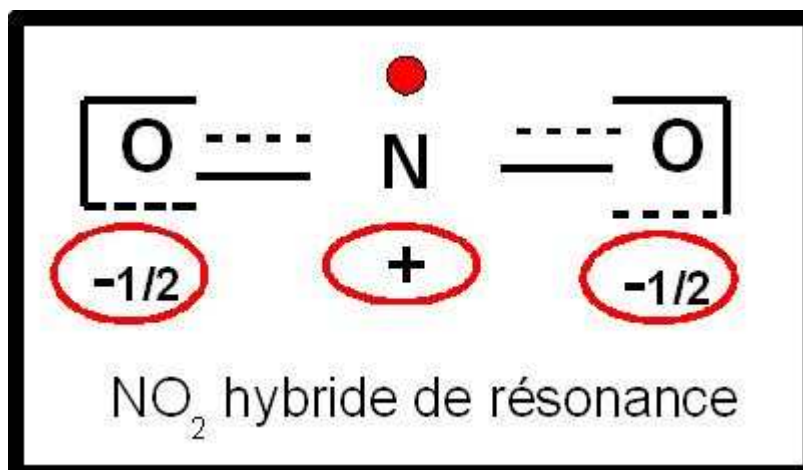 O N O
-1/2 + -1/2
NO₂ hybride de résonance